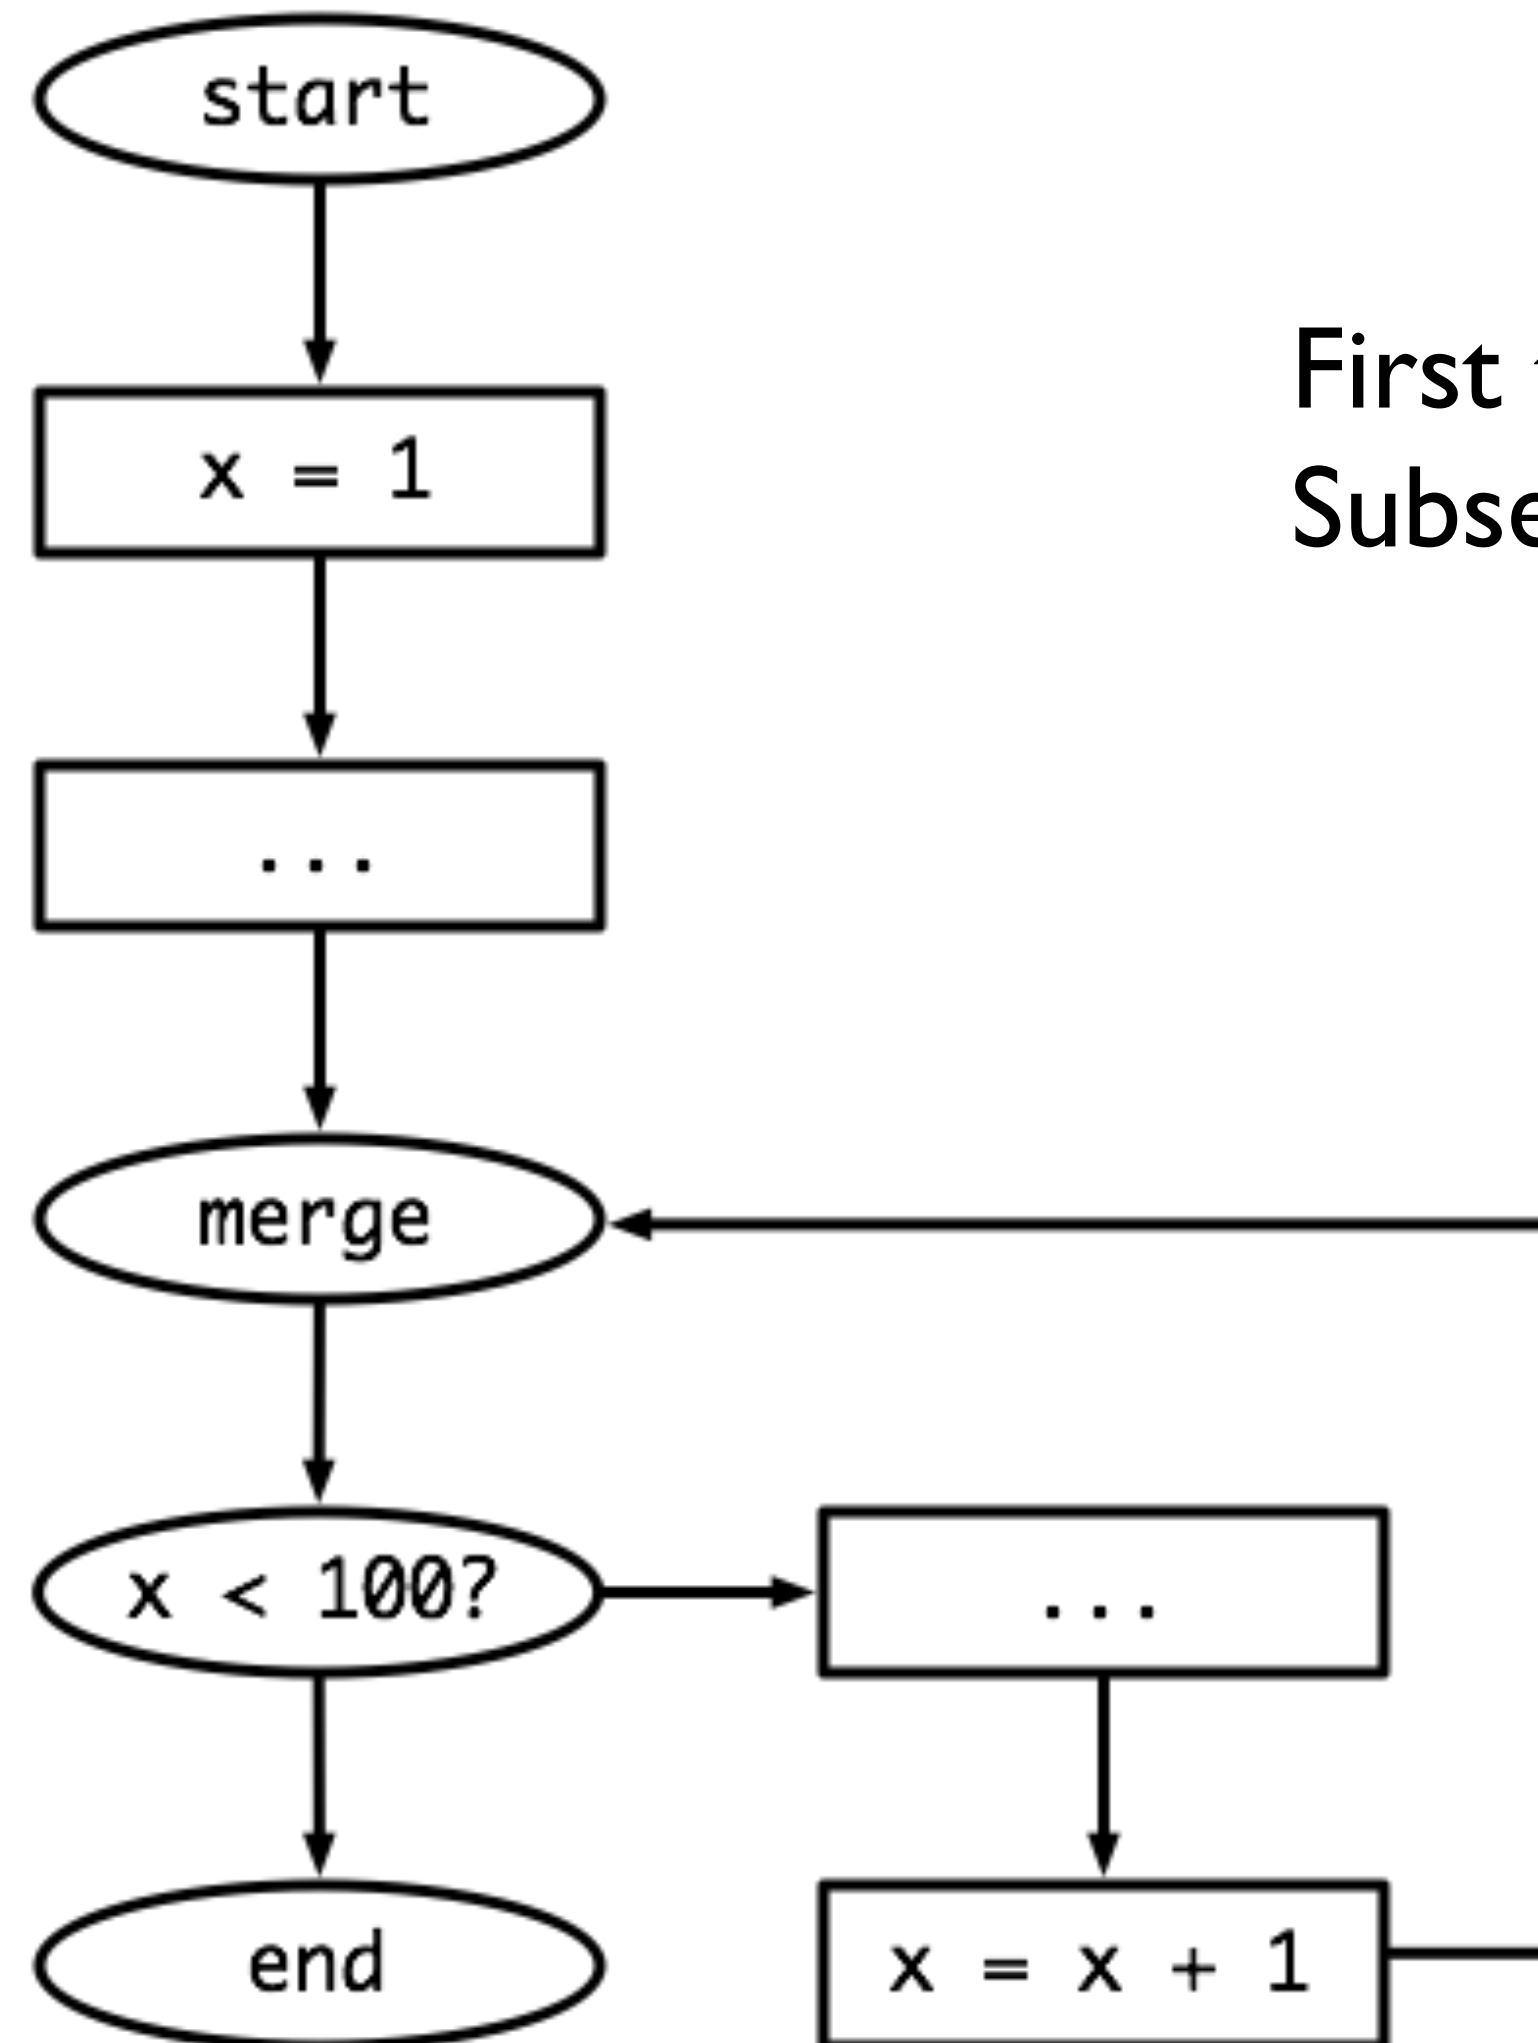 start
x = 1
First
Subse
...
merge
x < 100?
...
end
x = x + 1